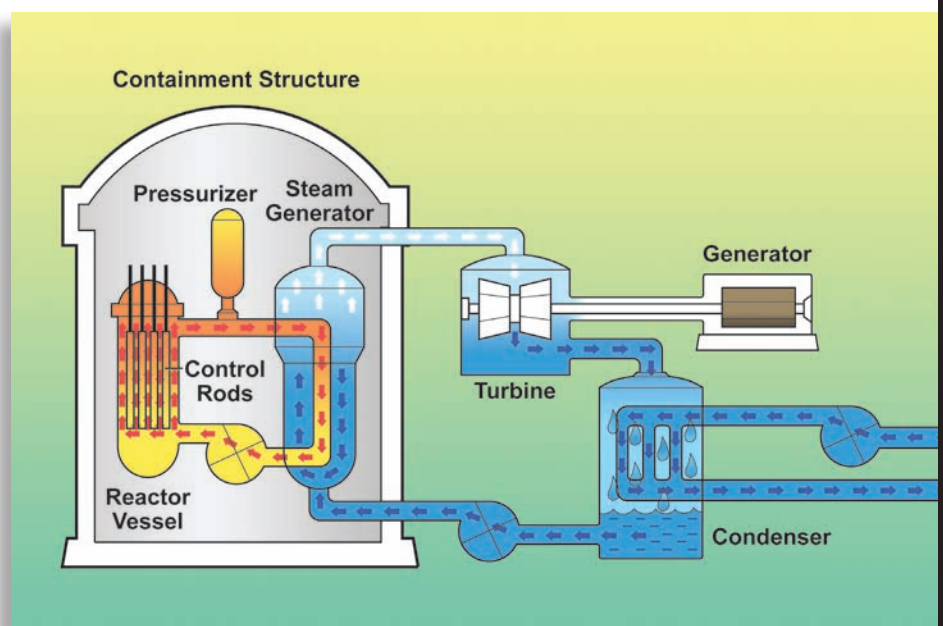 Containment Structure
Pressurizer
Steam
Generator
Generator
Control
Rods
Turbine
Reactor
Vessel
Condenser